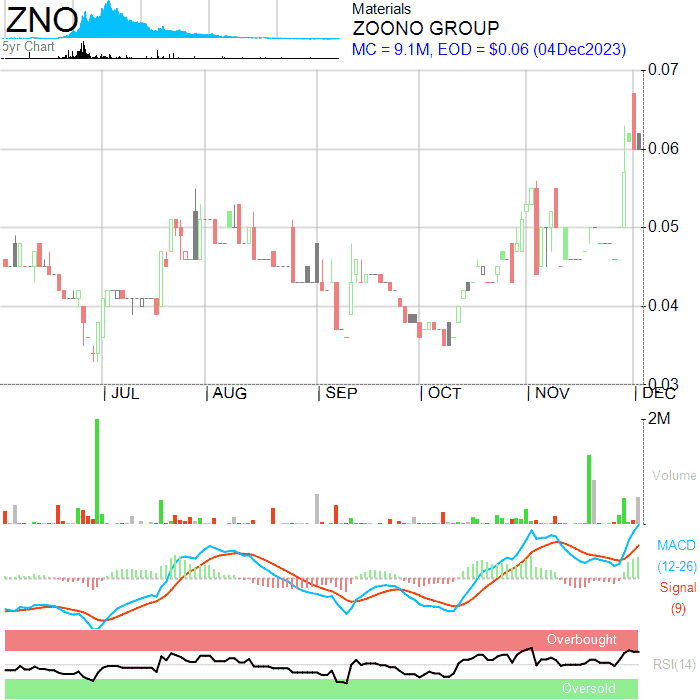 ZNO
5yr Chart
Materials
ZOONO GROUP
MC = 9.1M, EOD = $0.06 (04Dec2023)
0.07
0.06
0.05
0.04
0.03
JUL
AUG
SEP
OCT
NOV
DEC
2M
Volume
MACD
(12-26)
Signal
(9)
Overbought
RSI(14)
Oversold